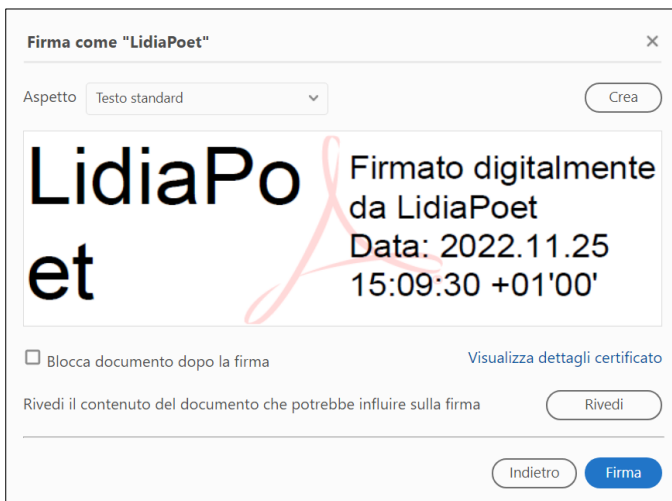 Firma come "LidiaPoet"
Aspetto Testo standard Crea
LidiaPo
et
Firmato digitalmente
da LidiaPoet
Data: 2022.11.25
15:09:30 +01'00'
Blocca documento dopo la firma Visualizza dettagli certificato
Rivedi il contenuto del documento che potrebbe influire sulla firma Rivedi
Indietro Firma